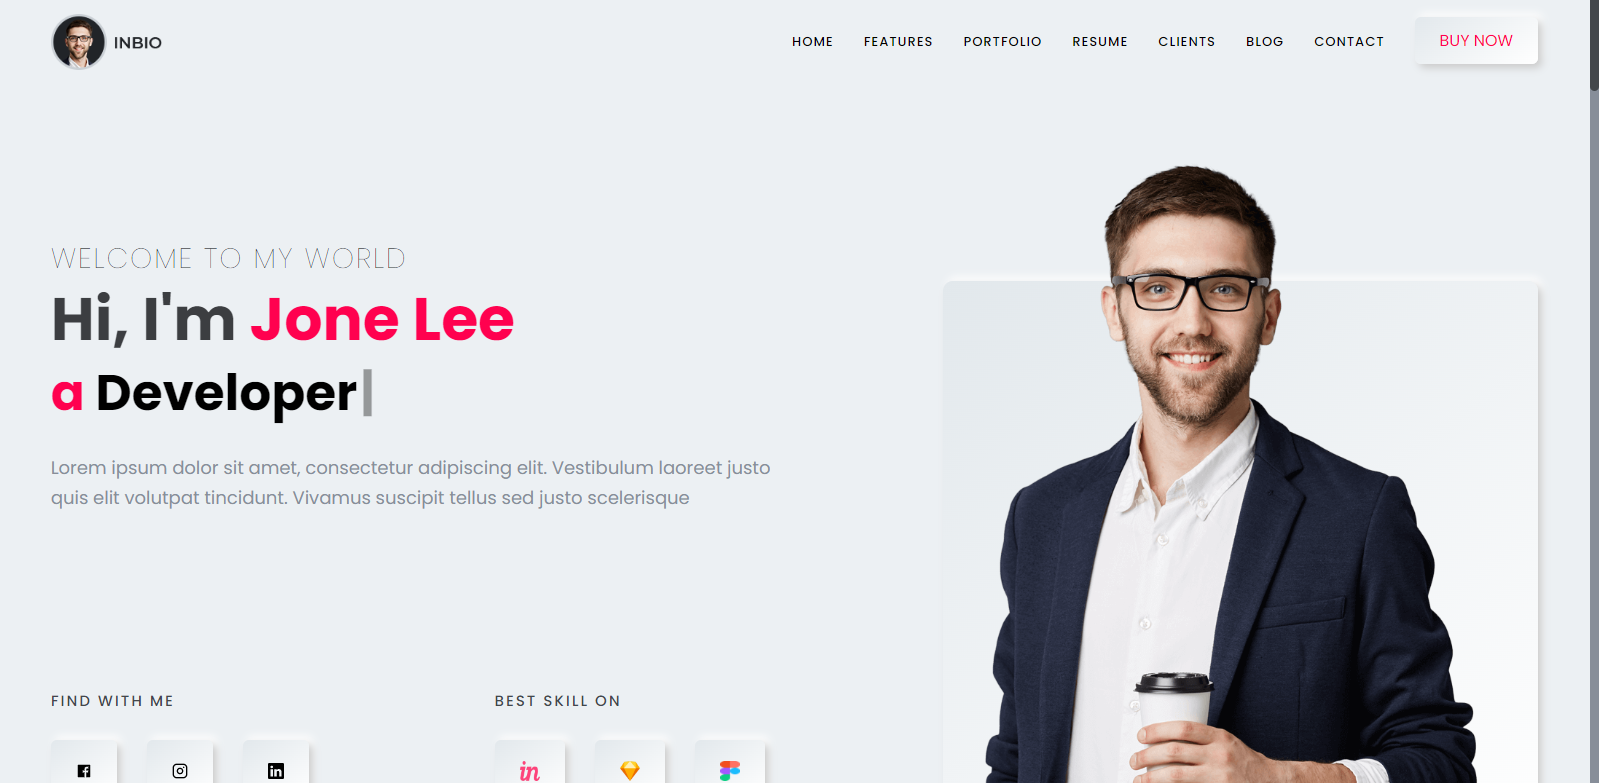 INBIO
HOME FEATURES PORTFOLIO RESUME CLIENTS BLOG CONTACT BUY NOW
WELCOME TO MY WORLD
Hi, I'm Jone Lee
a Developer|
Lorem ipsum dolor sit amet, consectetur adipiscing elit. Vestibulum laoreet justo
quis elit volutpat tincidunt. Vivamus suscipit tellus sed justo scelerisque
FIND WITH ME
BEST SKILL ON
in
in